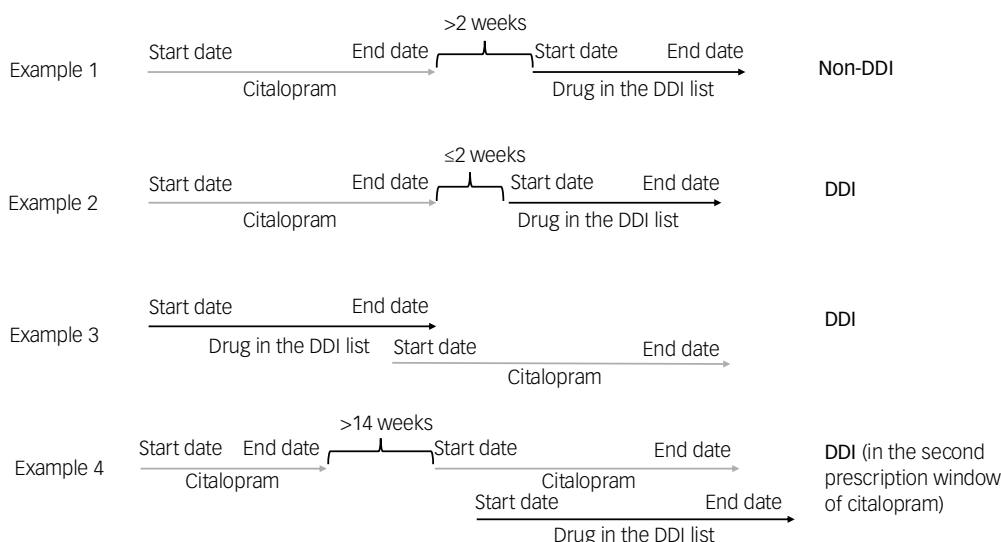 >2 weeks
Start date End date Start date End date
Example 1 Non-DDI
Citalopram Drug in the DDI list
≤2 weeks
Start date End date Start date End date
Example 2 DDI
Citalopram Drug in the DDI list
Start date End date
Example 3 DDI
Drug in the DDI list Start date End date
Citalopram
>14 weeks
Start date End date Start date End date
Example 4 DDI (in the second
Citalopram Citalopram prescription window
Start date End date of citalopram)
Drug in the DDI list